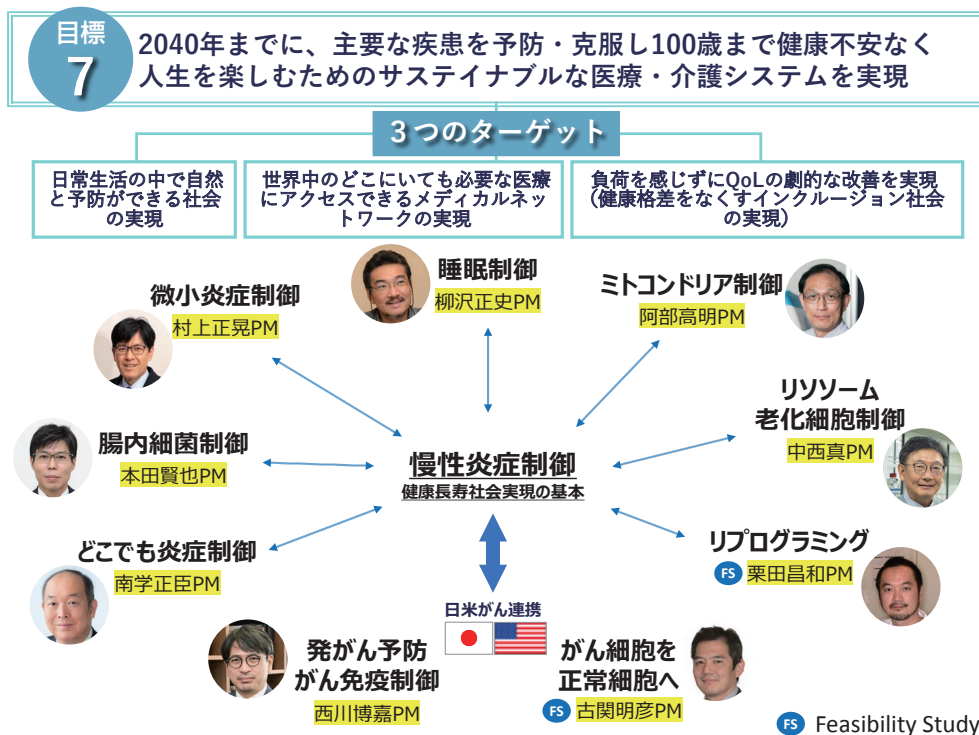 目標
7
2040年までに、主要な疾患を予防・克服し100歳まで健康不安なく
人生を楽しむためのサステイナブルな医療・介護システムを実現
３つのターゲット
日常生活の中で自然
と予防ができる社会
の実現
世界中のどこにいても必要な医療
にアクセスできるメディカルネッ
トワークの実現
負荷を感じずにQoLの劇的な改善を実現
（健康格差をなくすインクルージョン社会
の実現）
睡眠制御
柳沢正史PM
微小炎症制御
村上正晃PM
ミトコンドリア制御
阿部高明PM
リソソーム
老化細胞制御
中西真PM
腸内細菌制御
本田賢也PM
慢性炎症制御
健康長寿社会実現の基本
どこでも炎症制御
南学正臣PM
リプログラミング
FS 栗田昌和PM
日米がん連携
発がん予防
がん免疫制御
西川博嘉PM
がん細胞を
正常細胞へ
FS 古関明彦PM
FS Feasibility Study